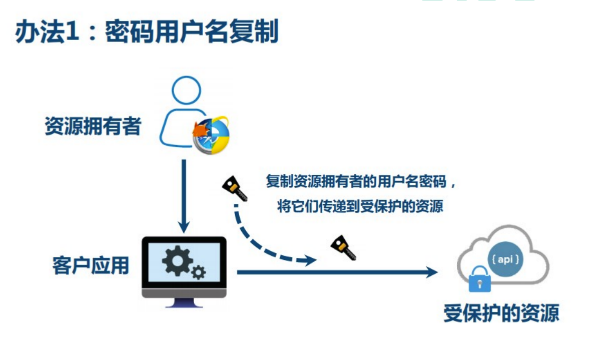 办法1：密码用户名复制
资源拥有者
复制资源拥有者的用户名密码，
将它们传递到受保护的资源
客户应用
{api}
受保护的资源